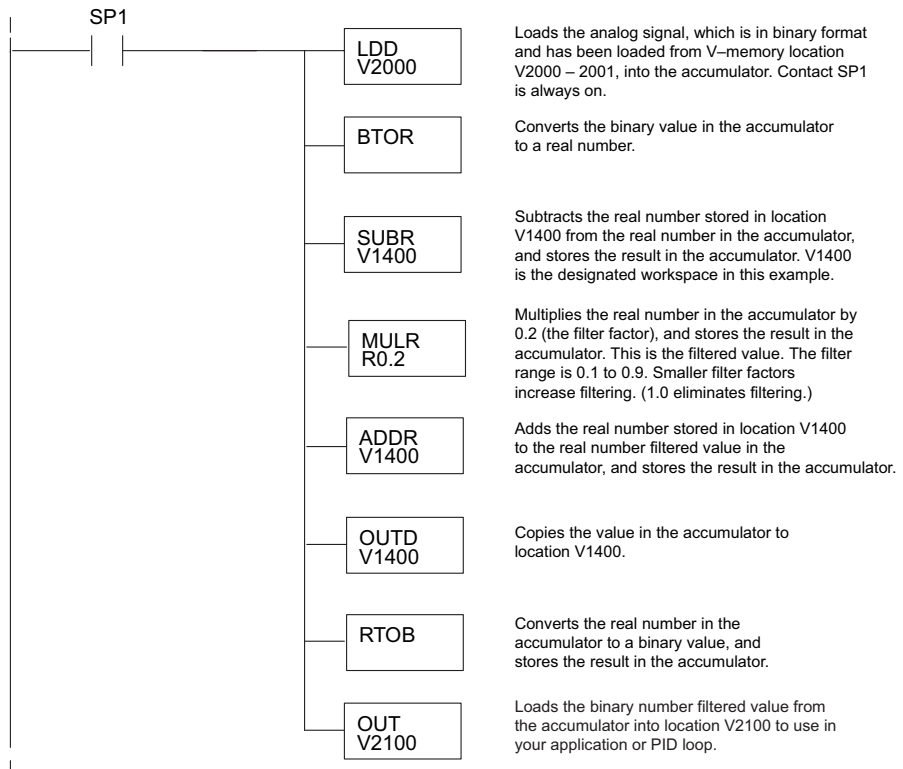 SP1
LDD
V2000
Loads the analog signal, which is in binary format
and has been loaded from V–memory location
V2000 – 2001, into the accumulator. Contact SP1
is always on.
BTOR
Converts the binary value in the accumulator
to a real number.
SUBR
V1400
Subtracts the real number stored in location
V1400 from the real number in the accumulator,
and stores the result in the accumulator. V1400
is the designated workspace in this example.
MULR
R0.2
Multiplies the real number in the accumulator by
0.2 (the filter factor), and stores the result in the
accumulator. This is the filtered value. The filter
range is 0.1 to 0.9. Smaller filter factors
increase filtering. (1.0 eliminates filtering.)
ADDR
V1400
Adds the real number stored in location V1400
to the real number filtered value in the
accumulator, and stores the result in the accumulator.
OUTD
V1400
Copies the value in the accumulator to
location V1400.
RTOB
Converts the real number in the
accumulator to a binary value, and
stores the result in the accumulator.
OUT
V2100
Loads the binary number filtered value from
the accumulator into location V2100 to use in
your application or PID loop.